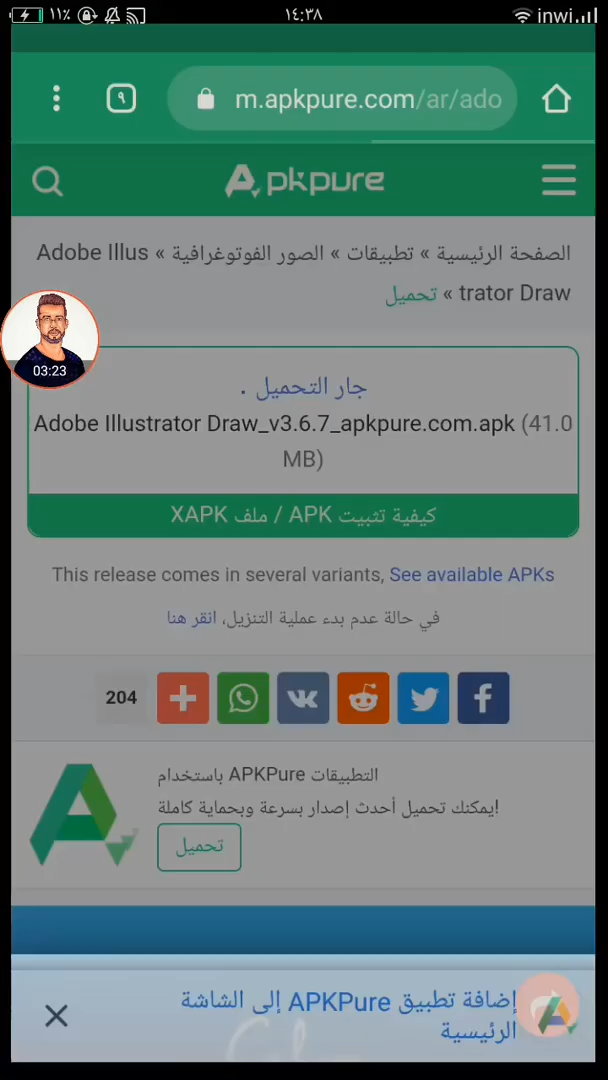 ١١٪
١٤:٣٨
inwi
٩
m.apkpure.com/ar/ado
Apkpure
الصفحة الرئيسية » تطبيقات » الصور الفوتوغرافية » Adobe Illus
trator Draw » تحميل
03:23
جار التحميل .
Adobe Illustrator Draw_v3.6.7_apkpure.com.apk (41.0
MB)
كيفية تثبيت APK / ملف XAPK
This release comes in several variants, See available APKs
في حالة عدم بدء عملية التنزيل، انقر هنا
204
التطبيقات APKPure باستخدام
يمكنك تحميل أحدث إصدار بسرعة وبحماية كاملة!
تحميل
إضافة تطبيق APKPure إلى الشاشة
الرئيسية